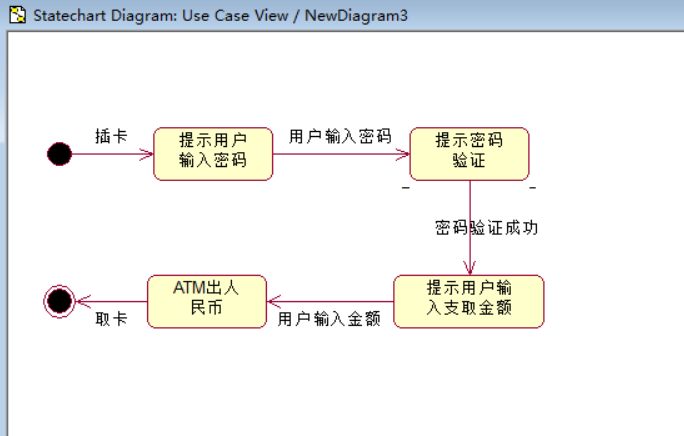 Statechart Diagram: Use Case View / NewDiagram3
插卡
提示用户
输入密码
用户输入密码
提示密码
验证
密码验证成功
提示用户输
入支取金额
用户输入金额
ATM出人
民币
取卡